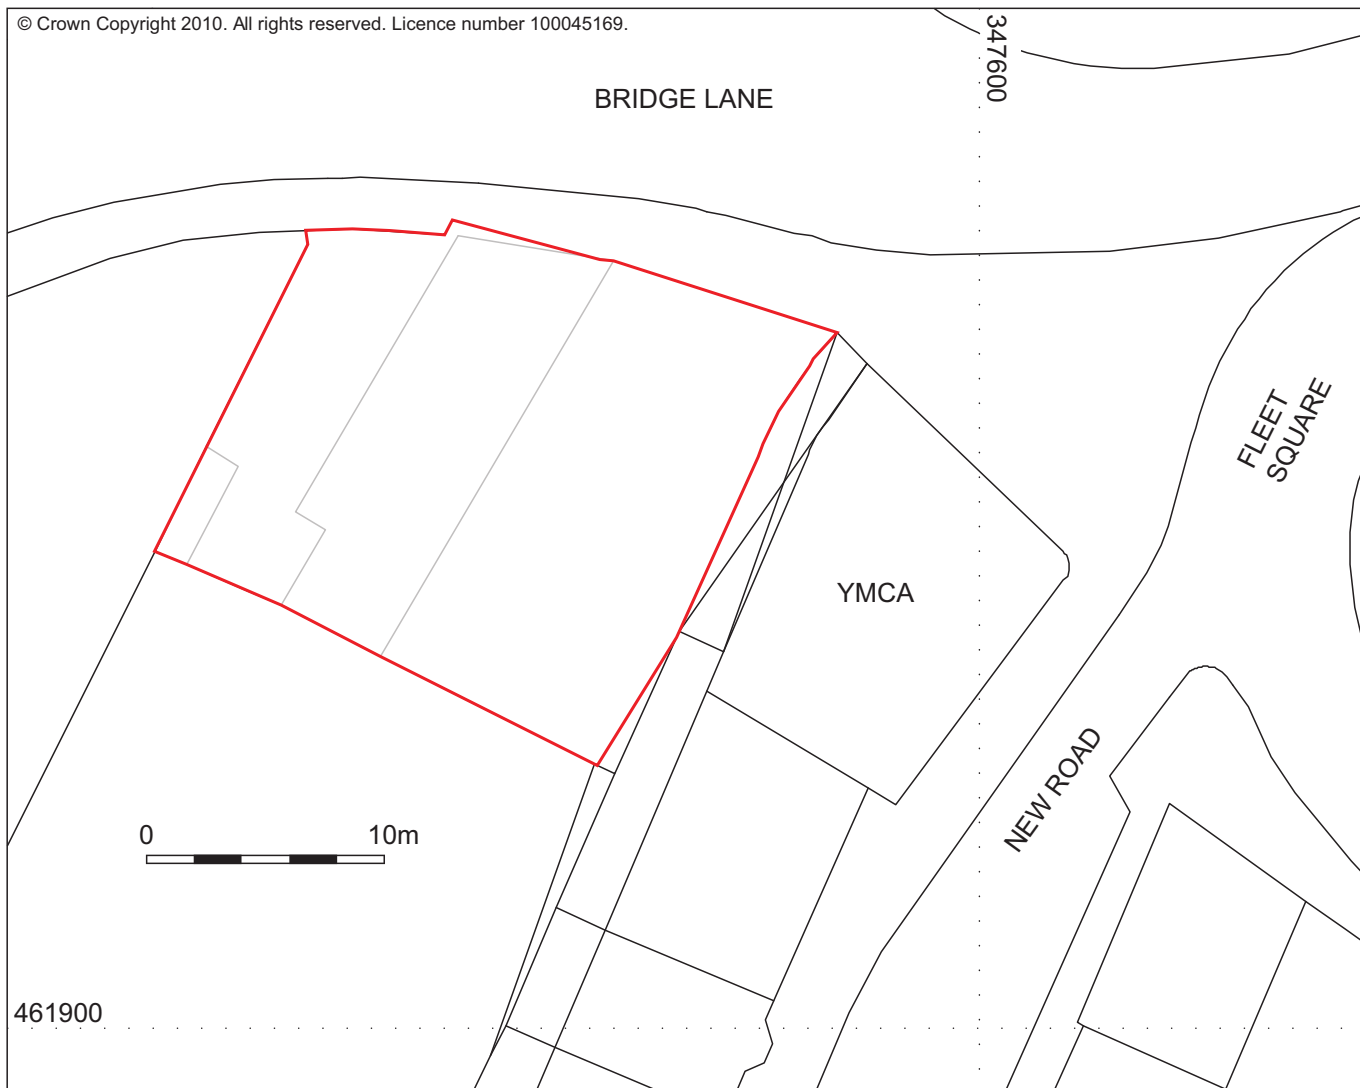 © Crown Copyright 2010. All rights reserved. Licence number 100045169.
347600
BRIDGE LANE
FLEET
SQUARE
YMCA
NEW ROAD
0 10m
461900